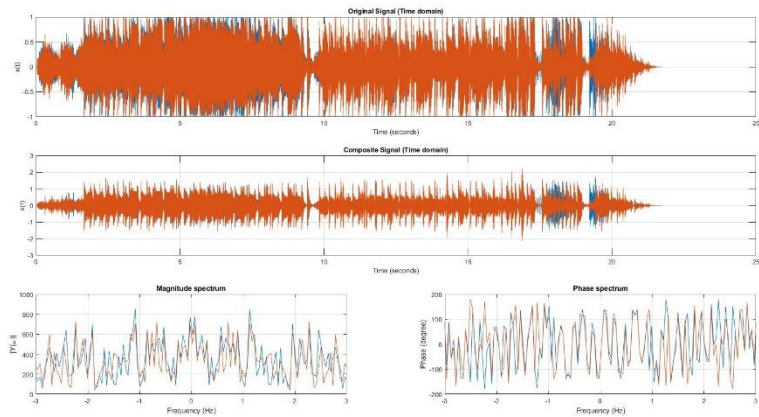 Original Signal (Time domain)
1
0.5
0
-0.5
-1
x(t)
0 5 10 15 20 25
Time (seconds)
Composite Signal (Time domain)
3
2
1
0
-1
-2
-3
x(t)
0 5 10 15 20 25
Time (seconds)
Magnitude spectrum
1000
800
600
400
200
0
-3 -2 -1 0 1 2 3
Frequency (Hz)
Phase spectrum
200
100
0
-100
-200
Phase (degree)
-3 -2 -1 0 1 2 3
Frequency (Hz)